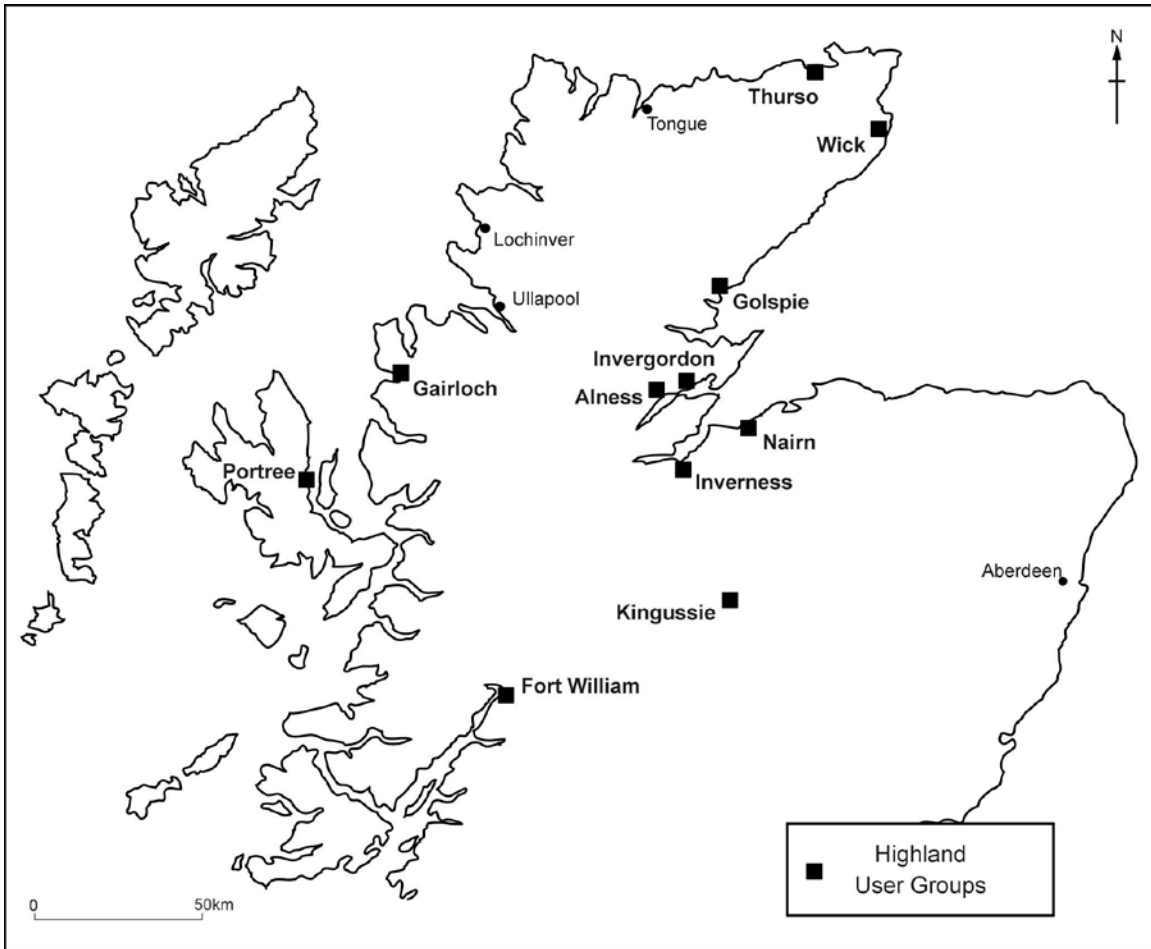 N
Thurso
Tongue
Wick
Lochinver
Ullapool
Golspie
Invergordon
Gairloch
Alness
Nairn
Portree
Inverness
Aberdeen
Kingussie
Fort William
Highland
User Groups
0 50km